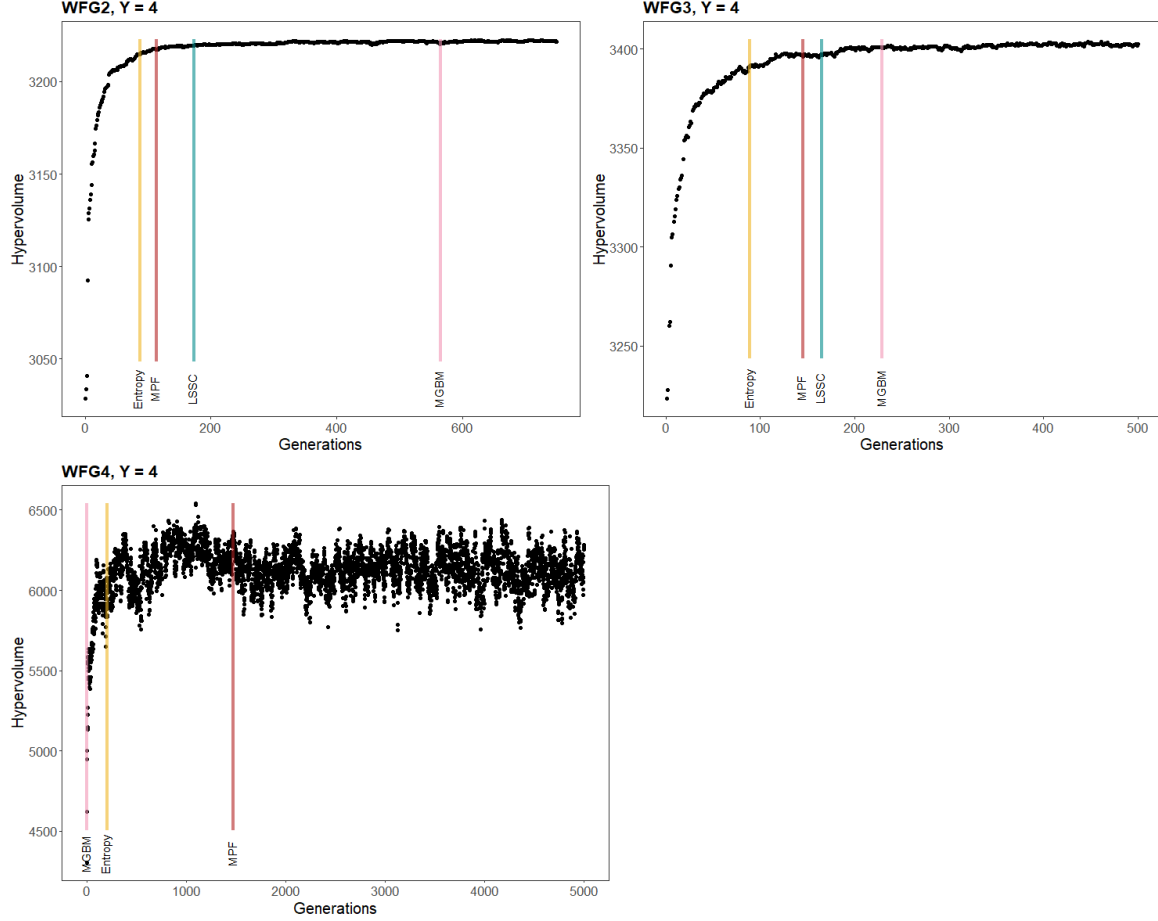 WFG2, Y = 4
Hypervolume
3200
3150
3100
3050
Entropy
MPF
LSSC
MGBM
0
200
400
600
Generations
WFG3, Y = 4
Hypervolume
3400
3350
3300
3250
Entropy
MPF
LSSC
MGBM
0
100
200
300
400
500
Generations
WFG4, Y = 4
Hypervolume
6500
6000
5500
5000
4500
MGBM
Entropy
MPF
0
1000
2000
3000
4000
5000
Generations